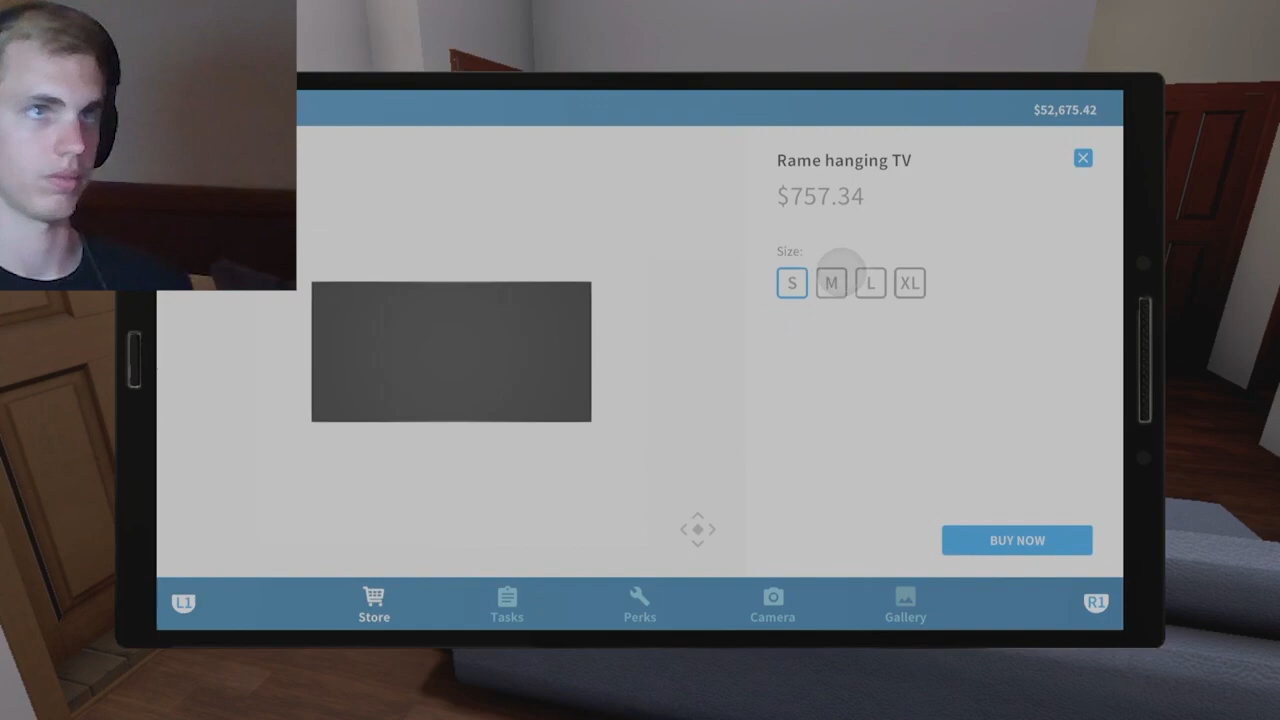 $52,675.42
Rame hanging TV
$757.34
Size:
S M L XL
BUY NOW
L1 Store Tasks Perks Camera Gallery R1